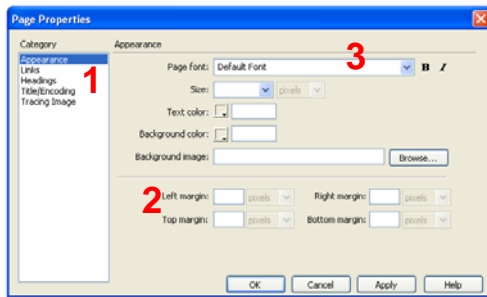 Page Properties
Category
Appearance
Appearance
Links
Headings
Title/Encoding
Tracing Image
1
3
Page font: Default Font B I
Size: pixels
Text color:
Background color:
Background image: Browse...
2
Left margin: pixels Right margin: pixels
Top margin: pixels Bottom margin: pixels
OK Cancel Apply Help